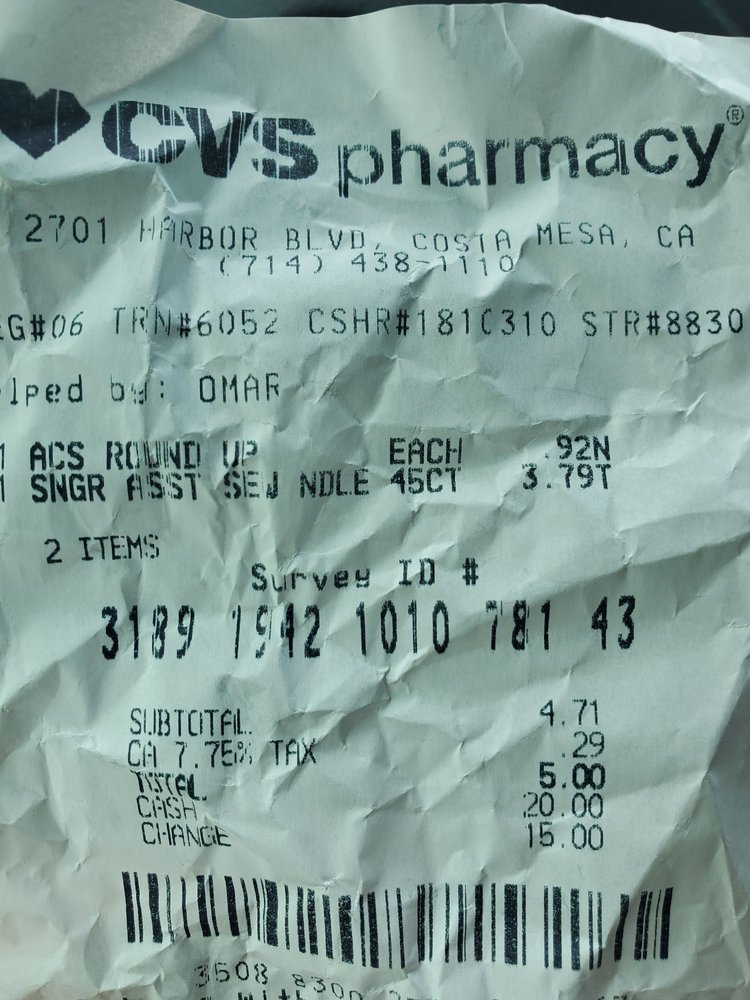 CVS pharmacy®
2701 HARBOR BLVD, COSTA MESA, CA
(714) 438-1110
EG#06 TRN#6052 CSHR#181C310 STR#8830
lped by: OMAR
1 ACS ROUND UP EACH .92N
1 SNGR ASST SEW NDLE 45CT 3.79T
2 ITEMS
Survey ID #
3189 1942 1010 781 43
SUBTOTAL 4.71
CA 7.75% TAX .29
TOTAL 5.00
CASH 20.00
CHANGE 15.00
3508 8300